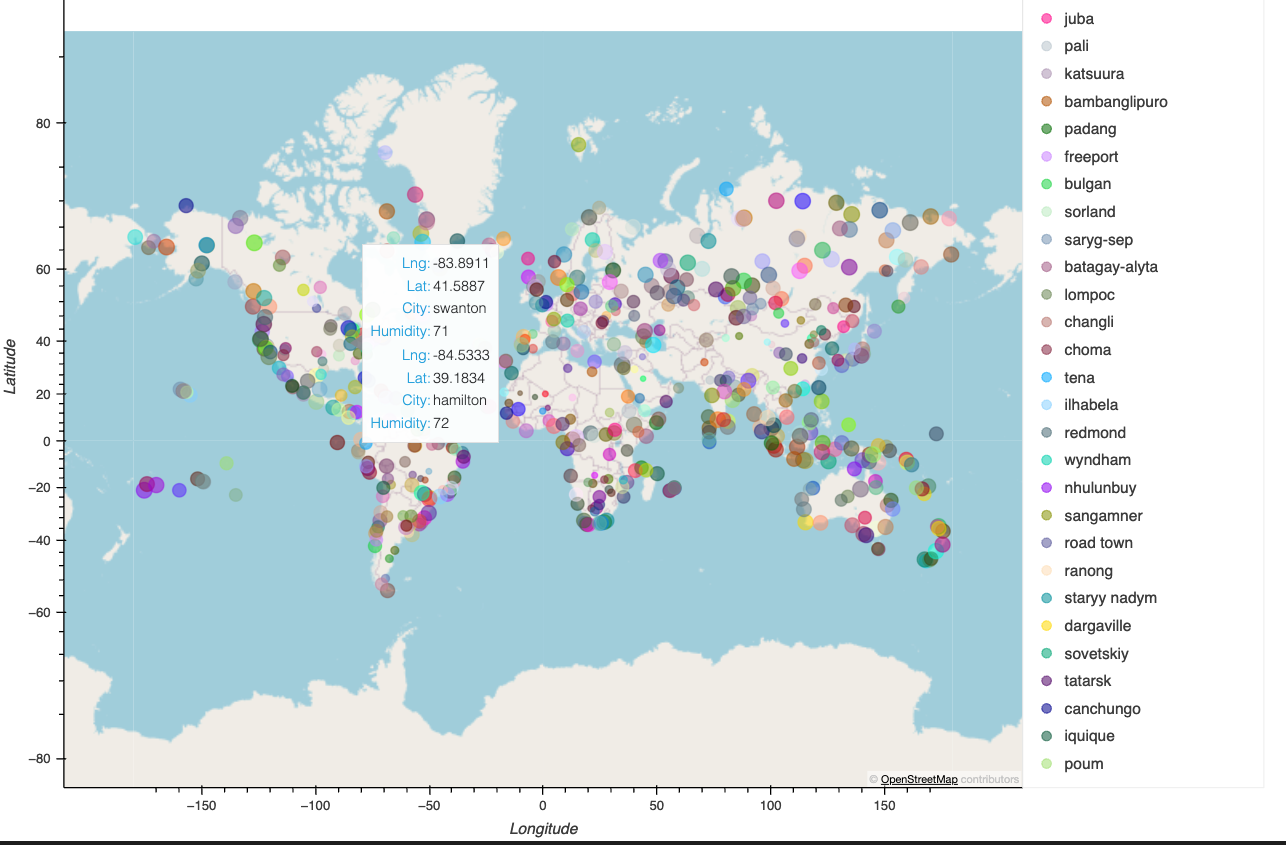 80
60
40
20
0
−20
−40
−60
−80
Latitude
−150
−100
−50
0
50
100
150
Longitude
Lng: -83.8911
Lat: 41.5887
City: swanton
Humidity: 71
Lng: -84.5333
Lat: 39.1834
City: hamilton
Humidity: 72
© OpenStreetMap contributors
juba
pali
katsuura
bambanglipuro
padang
freeport
bulgan
sorland
saryg-sep
batagay-alyta
lompoc
changli
choma
tena
ilhabela
redmond
wyndham
nhulunbuy
sangamner
road town
ranong
staryy nadym
dargaville
sovetskiy
tatarsk
canchungo
iquique
poum